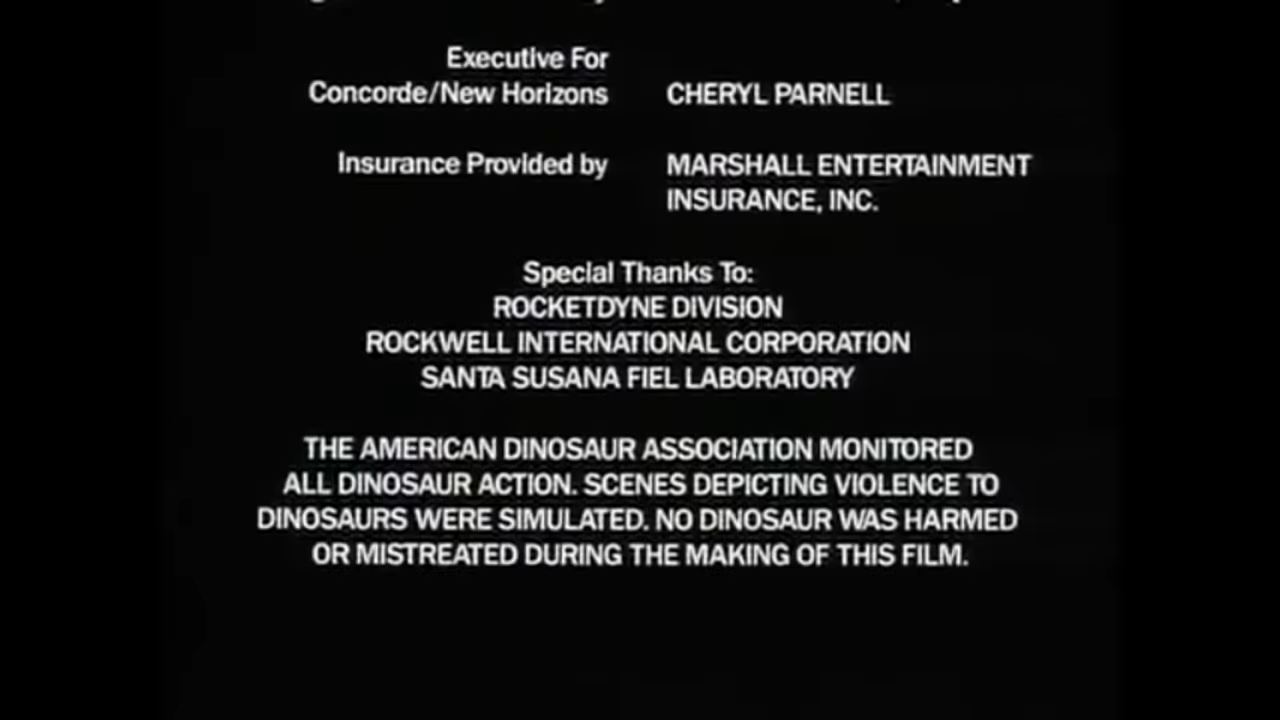 Executive For
Concorde/New Horizons CHERYL PARNELL
Insurance Provided by MARSHALL ENTERTAINMENT
INSURANCE, INC.
Special Thanks To:
ROCKETDYNE DIVISION
ROCKWELL INTERNATIONAL CORPORATION
SANTA SUSANA FIEL LABORATORY
THE AMERICAN DINOSAUR ASSOCIATION MONITORED
ALL DINOSAUR ACTION. SCENES DEPICTING VIOLENCE TO
DINOSAURS WERE SIMULATED. NO DINOSAUR WAS HARMED
OR MISTREATED DURING THE MAKING OF THIS FILM.